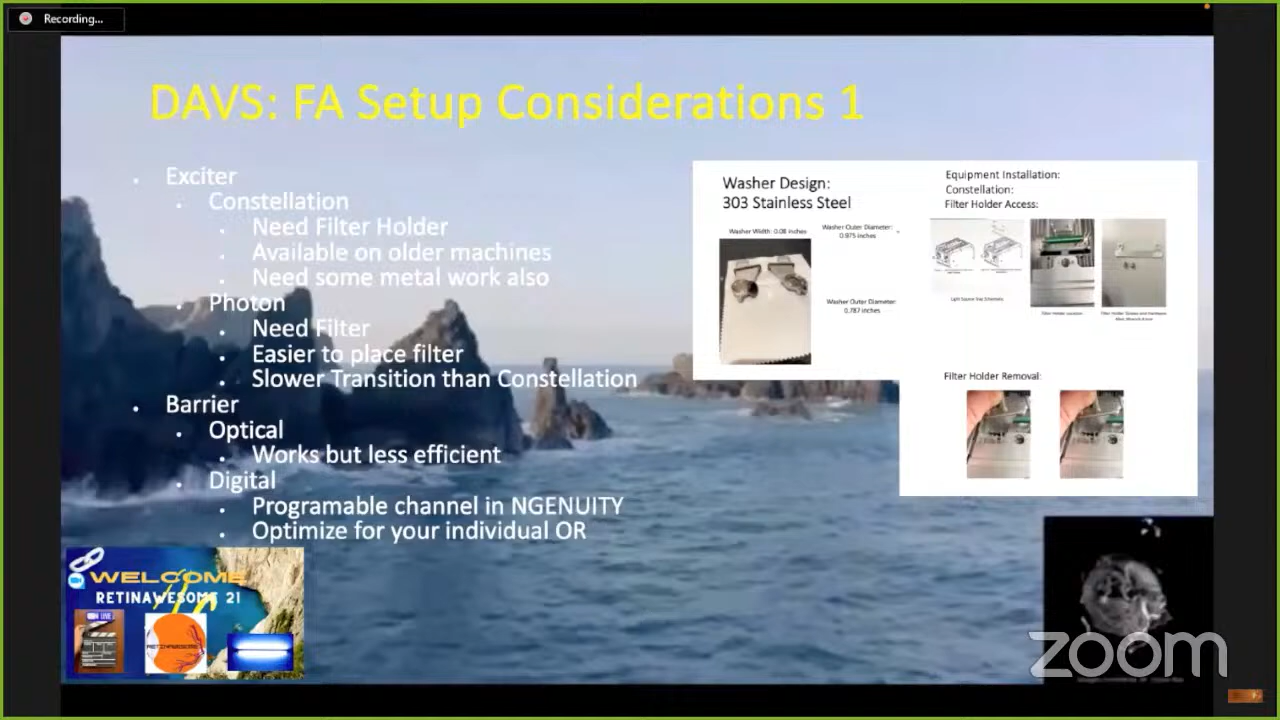 Recording...
DAVS: FA Setup Considerations 1
Exciter
Constellation
Need Filter Holder
Available on older machines
Need some metal work also
Photon
Need Filter
Easier to place filter
Slower Transition than Constellation
Barrier
Optical
Works but less efficient
Digital
Programable channel in NGENUITY
Optimize for your individual OR
Washer Design:
303 Stainless Steel
Washer Width: 0.08 inches
Washer Outer Diameter:
0.975 inches
Washer Outer Diameter:
0.787 inches
Equipment Installation:
Constellation:
Filter Holder Access:
Filter Holder Location
Filter Holder Removal:
WELCOME
RETINAWESOME 21
LIVE
RETINAWESOME
zoom